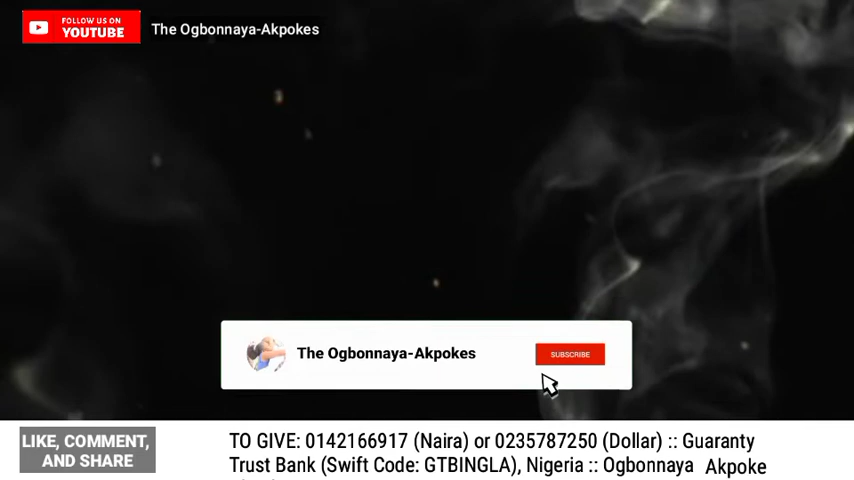 FOLLOW US ON
YOUTUBE
The Ogbonnaya-Akpokes
The Ogbonnaya-Akpokes
SUBSCRIBE
LIKE, COMMENT,
AND SHARE
TO GIVE: 0142166917 (Naira) or 0235787250 (Dollar) :: Guaranty
Trust Bank (Swift Code: GTBINGLA), Nigeria :: Ogbonnaya Akpoke